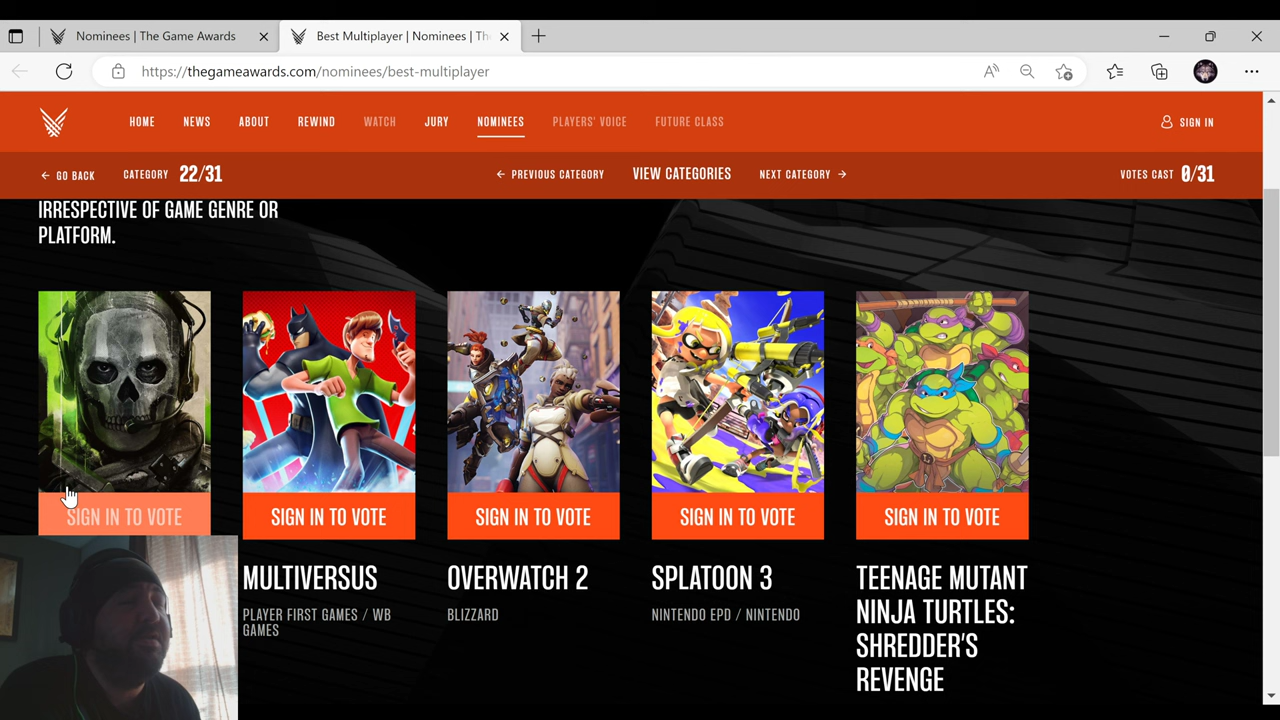 Nominees | The Game Awards
Best Multiplayer | Nominees | The
https://thegameawards.com/nominees/best-multiplayer
HOME NEWS ABOUT REWIND WATCH JURY NOMINEES PLAYERS' VOICE FUTURE CLASS SIGN IN
← GO BACK CATEGORY 22/31 ← PREVIOUS CATEGORY VIEW CATEGORIES NEXT CATEGORY → VOTES CAST 0/31
IRRESPECTIVE OF GAME GENRE OR
PLATFORM.
SIGN IN TO VOTE SIGN IN TO VOTE SIGN IN TO VOTE SIGN IN TO VOTE SIGN IN TO VOTE
MULTIVERSUS
PLAYER FIRST GAMES / WB
GAMES
OVERWATCH 2
BLIZZARD
SPLATOON 3
NINTENDO EPD / NINTENDO
TEENAGE MUTANT
NINJA TURTLES:
SHREDDER'S
REVENGE